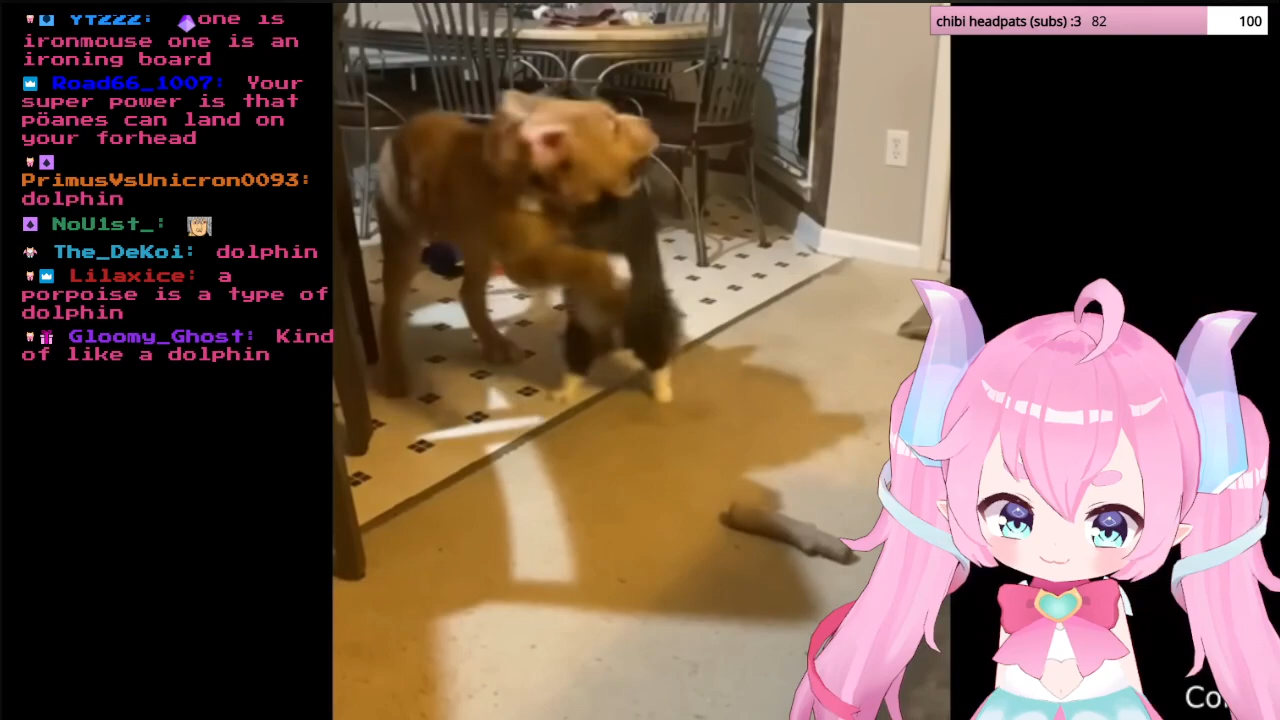 YTZZZ: one is
ironmouse one is an
ironing board
Road66_1007: Your
super power is that
pöanes can land on
your forhead
PrimusVsUnicron0093:
dolphin
NoU1st_:
The_DeKoi: dolphin
Lilaxice: a
porpoise is a type of
dolphin
Gloomy_Ghost: Kind
of like a dolphin
chibi headpats (subs) :3 82 100